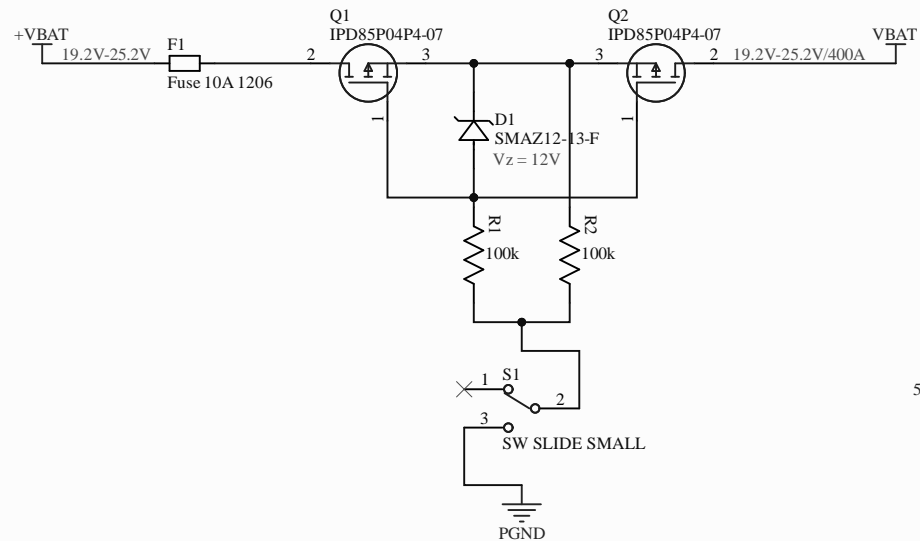 Q1
IPD85P04P4-07
Q2
IPD85P04P4-07
+VBAT
19.2V-25.2V
F1
Fuse 10A 1206
2
3
1
3
2
1
19.2V-25.2V/400A
VBAT
D1
SMAZ12-13-F
Vz = 12V
R1
100k
R2
100k
S1
1
2
3
SW SLIDE SMALL
PGND
5